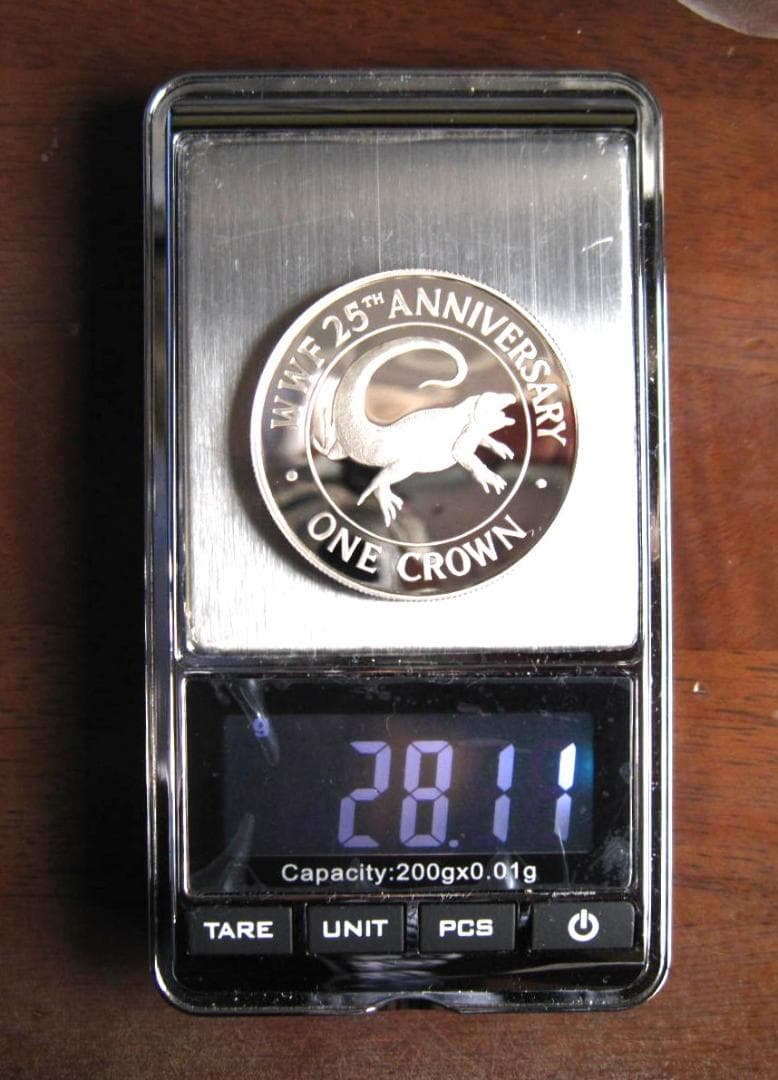 WWF 25TH ANNIVERSARY
ONE CROWN
g
28.11
Capacity:200gx0.01g
TARE UNIT PCS